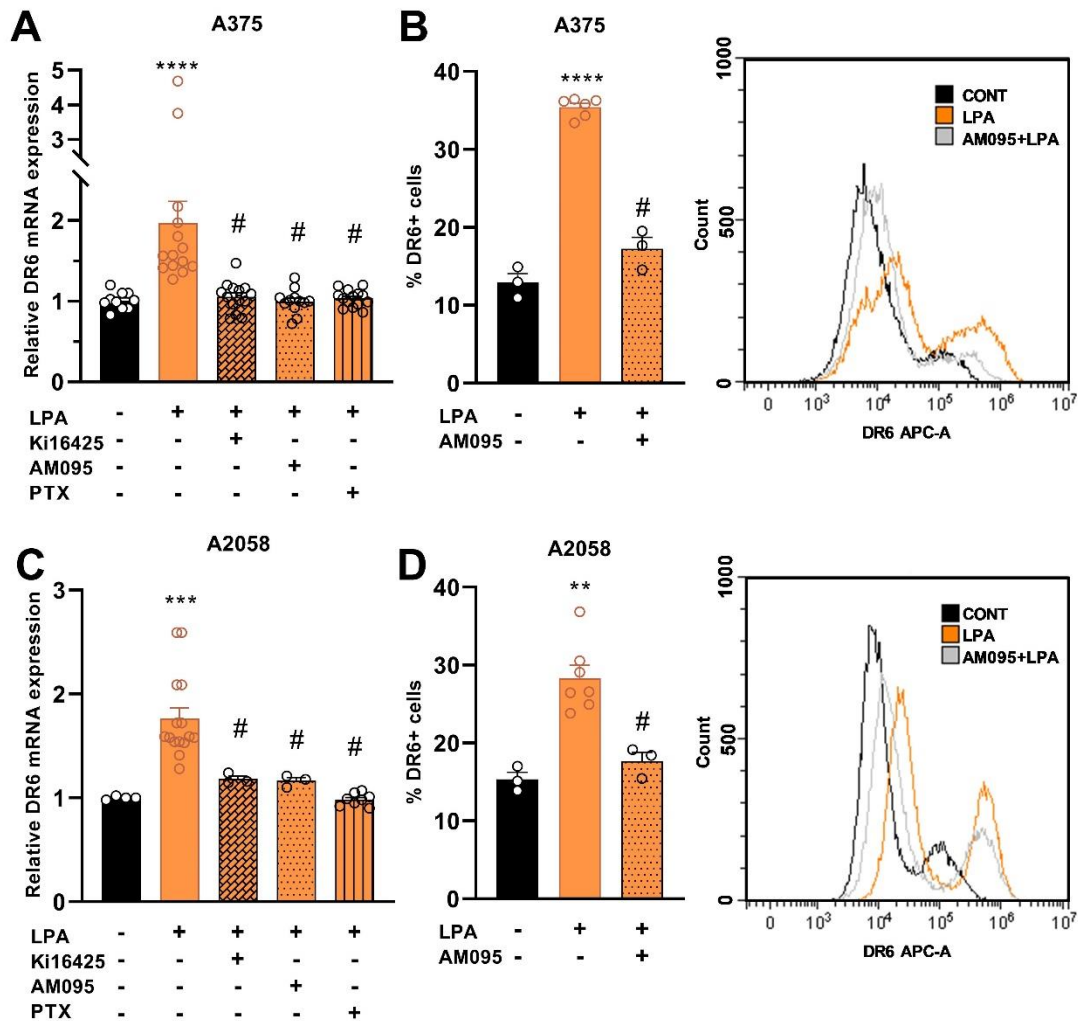 A
A375
Relative DR6 mRNA expression
5
4
3
2
1
0
****
#
#
#
LPA - + + + +
Ki16425 - - + - -
AM095 - - - + -
PTX - - - - +
B
A375
% DR6+ cells
40
30
20
10
0
****
#
LPA - + +
AM095 - - +
Count
1000
500
0
CONT
LPA
AM095+LPA
0 10³ 10⁴ 10⁵ 10⁶ 10⁷
DR6 APC-A
C
A2058
Relative DR6 mRNA expression
3
2
1
0
***
#
#
#
LPA - + + + +
Ki16425 - - + - -
AM095 - - - + -
PTX - - - - +
D
A2058
% DR6+ cells
40
30
20
10
0
**
#
LPA - + +
AM095 - - +
Count
1000
500
0
CONT
LPA
AM095+LPA
0 10³ 10⁴ 10⁵ 10⁶ 10⁷
DR6 APC-A